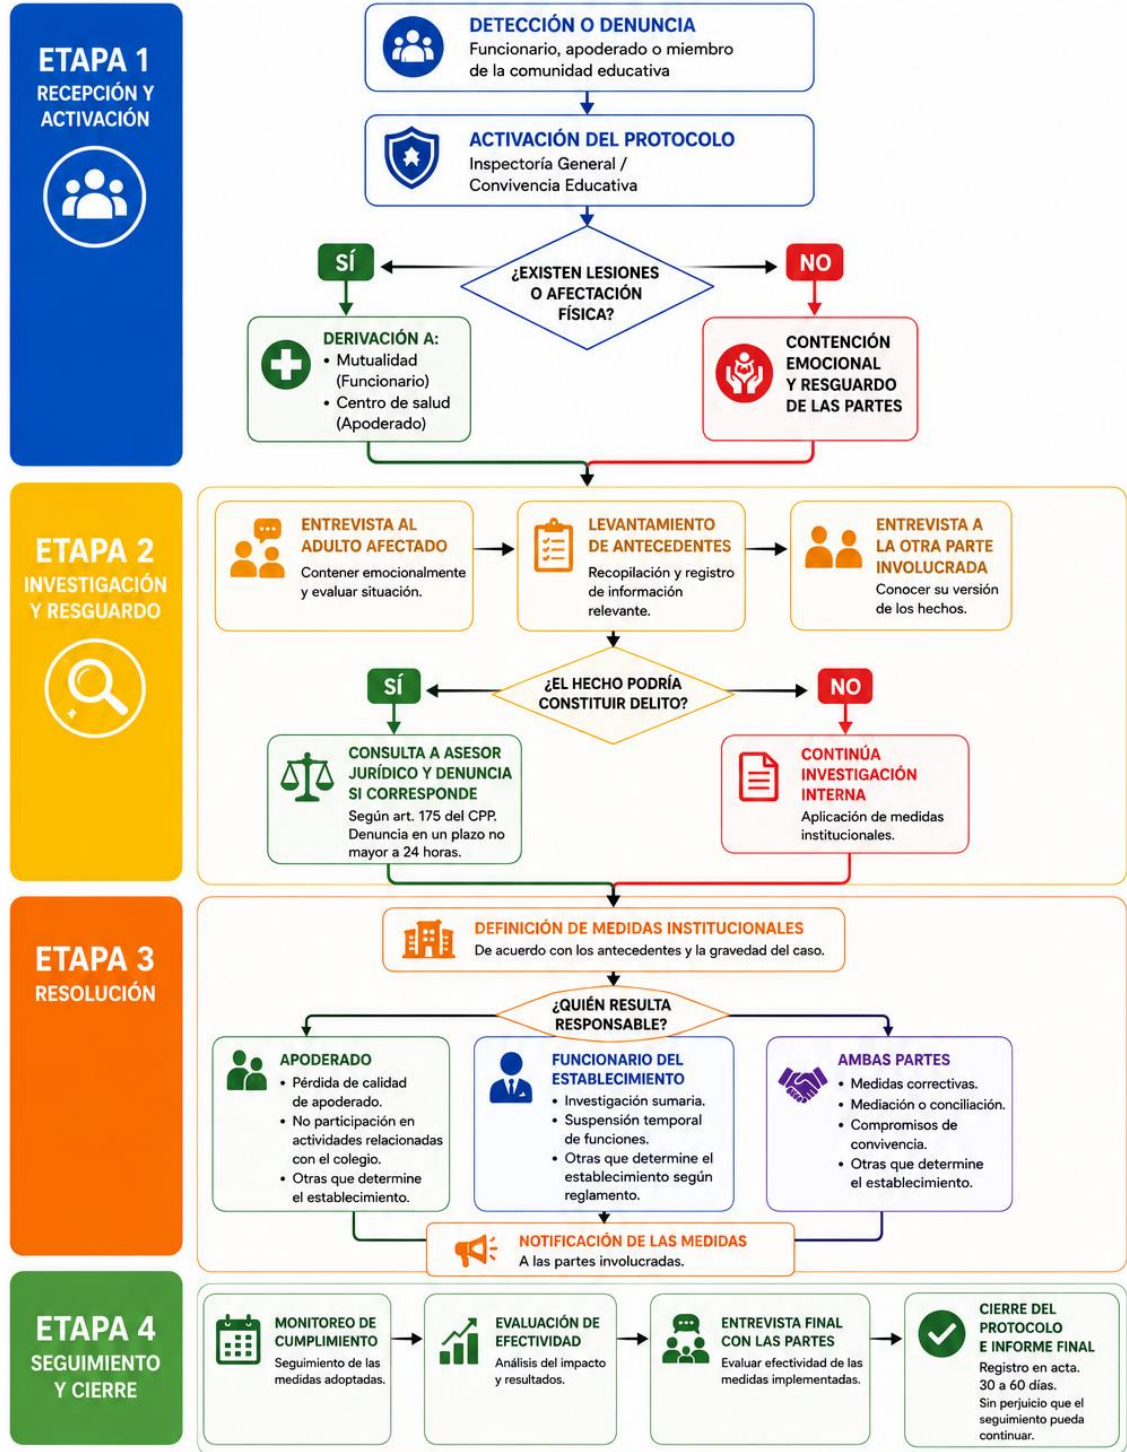 ETAPA 1
RECEPCIÓN Y
ACTIVACIÓN
DETECCIÓN O DENUNCIA
Funcionario, apoderado o miembro
de la comunidad educativa
ACTIVACIÓN DEL PROTOCOLO
Inspectoría General /
Convivencia Educativa
¿EXISTEN LESIONES
O AFECTACIÓN
FÍSICA?
SÍ
NO
DERIVACIÓN A:
• Mutualidad
(Funcionario)
• Centro de salud
(Apoderado)
CONTENCIÓN
EMOCIONAL
Y RESGUARDO
DE LAS PARTES
ETAPA 2
INVESTIGACIÓN
Y RESGUARDO
ENTREVISTA AL
ADULTO AFECTADO
Contener emocionalmente
y evaluar situación.
LEVANTAMIENTO
DE ANTECEDENTES
Recopilación y registro
de información
relevante.
ENTREVISTA A
LA OTRA PARTE
INVOLUCRADA
Conocer su versión
de los hechos.
¿EL HECHO PODRÍA
CONSTITUIR DELITO?
SÍ
NO
CONSULTA A ASESOR
JURÍDICO Y DENUNCIA
SI CORRESPONDE
Según art. 175 del CPP.
Denuncia en un plazo no
mayor a 24 horas.
CONTINÚA
INVESTIGACIÓN
INTERNA
Aplicación de medidas
institucionales.
ETAPA 3
RESOLUCIÓN
DEFINICIÓN DE MEDIDAS INSTITUCIONALES
De acuerdo con los antecedentes y la gravedad del caso.
¿QUIÉN RESULTA
RESPONSABLE?
APODERADO
• Pérdida de calidad
de apoderado.
• No participación en
actividades relacionadas
con el colegio.
• Otras que determine
el establecimiento.
FUNCIONARIO DEL
ESTABLECIMIENTO
• Investigación sumaria.
• Suspensión temporal
de funciones.
• Otras que determine el
establecimiento según
reglamento.
AMBAS PARTES
• Medidas correctivas.
• Mediación o conciliación.
• Compromisos de
convivencia.
• Otras que determine
el establecimiento.
NOTIFICACIÓN DE LAS MEDIDAS
A las partes involucradas.
ETAPA 4
SEGUIMIENTO
Y CIERRE
MONITOREO DE
CUMPLIMIENTO
Seguimiento de las
medidas adoptadas.
EVALUACIÓN DE
EFECTIVIDAD
Análisis del impacto
y resultados.
ENTREVISTA FINAL
CON LAS PARTES
Evaluar efectividad de las
medidas implementadas.
CIERRE DEL
PROTOCOLO
E INFORME FINAL
Registro en acta.
30 a 60 días.
Sin perjuicio que el
seguimiento pueda
continuar.